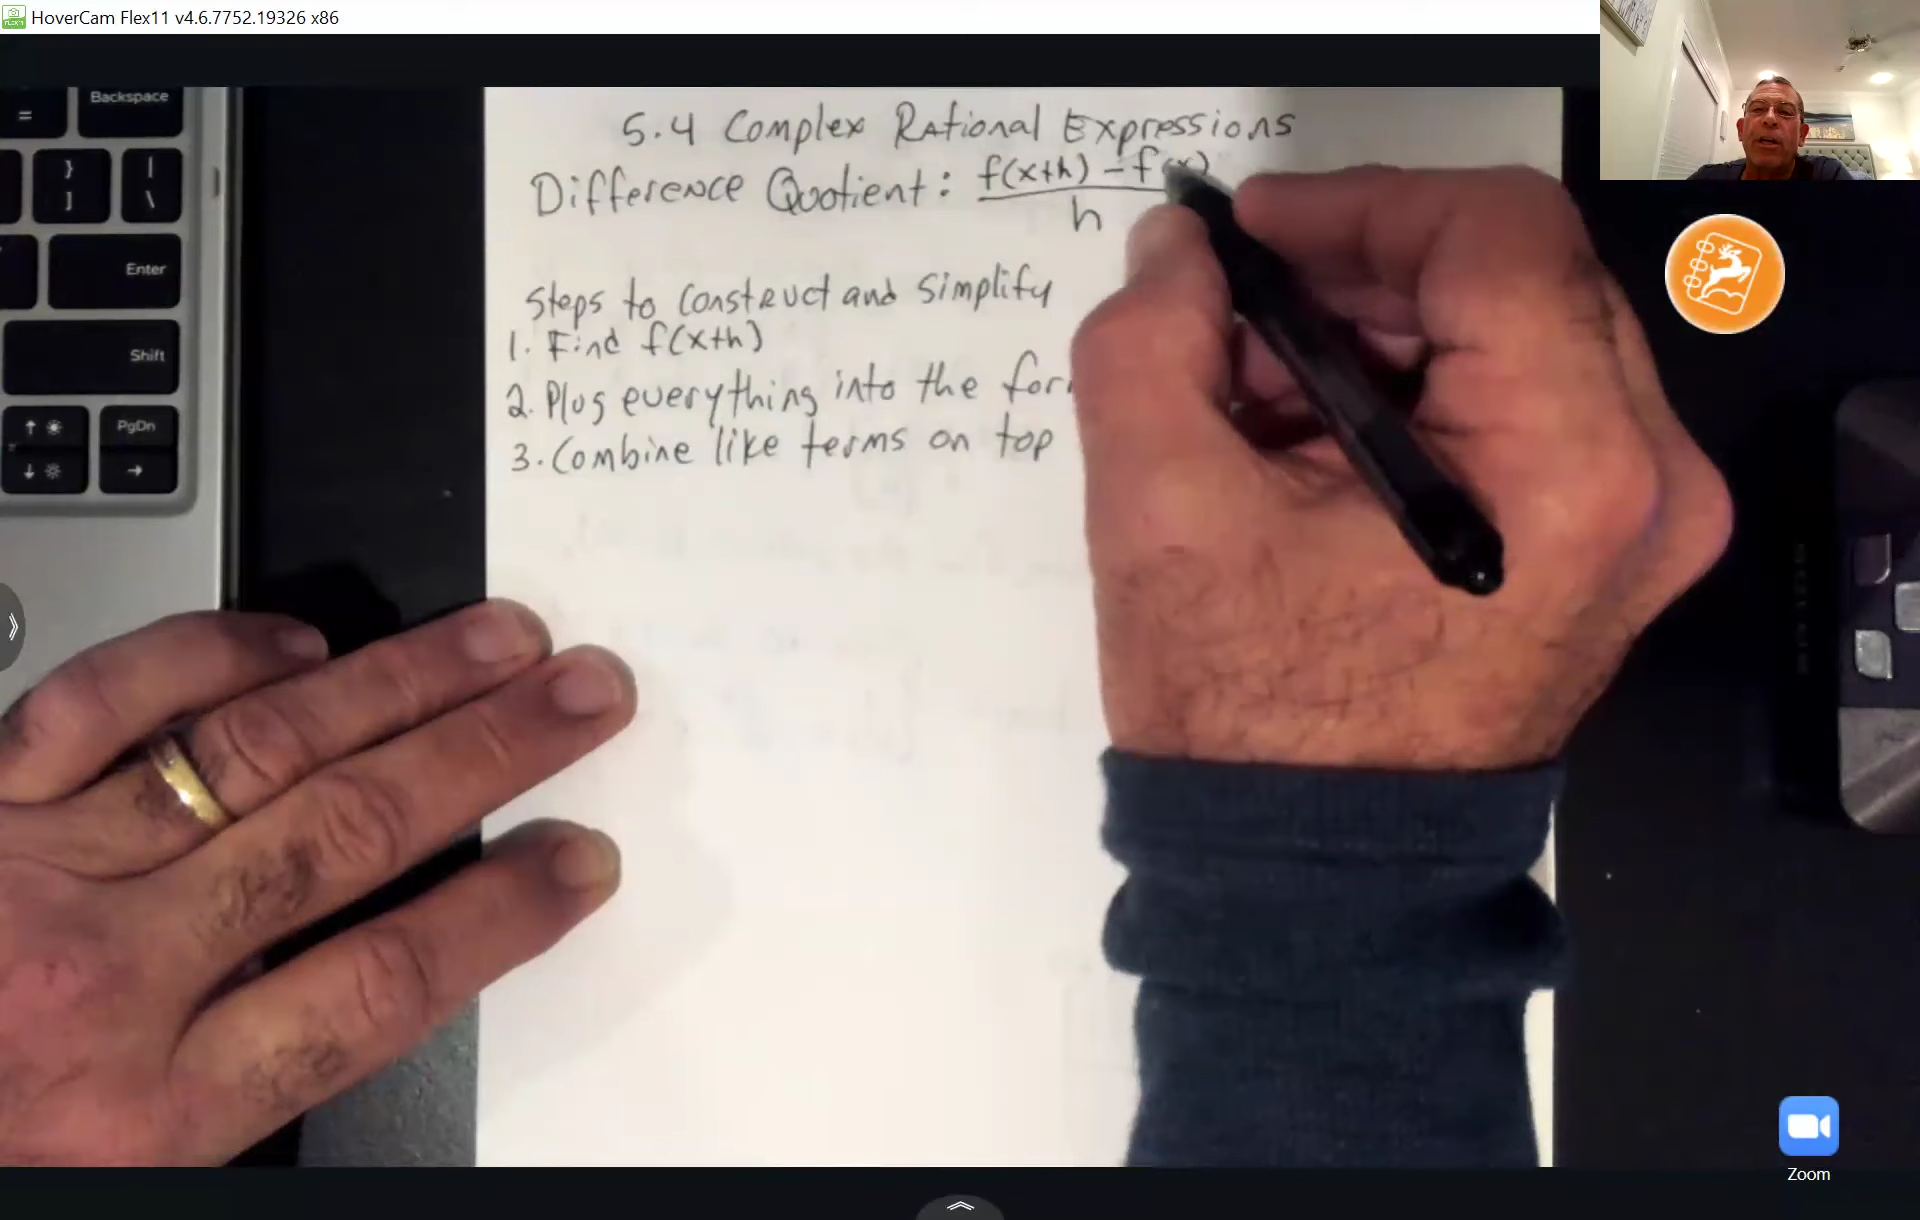 HoverCam Flex11 v4.6.7752.19326 x86
=
Backspace
}
|
]
\
Enter
Shift
↑
PgDn
↓
→
5.4 Complex Rational Expressions
Difference Quotient: f(x+h) - f(x)
h
Steps to construct and simplify
1. Find f(x+h)
2. Plug everything into the for
3. Combine like terms on top
Zoom